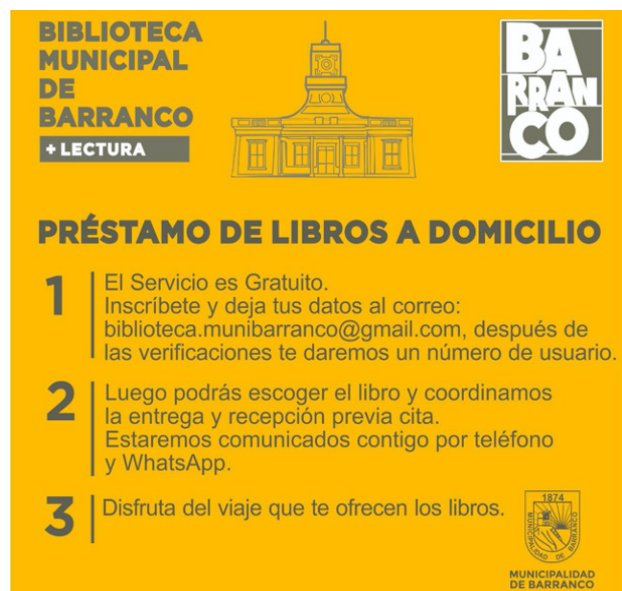 BIBLIOTECA
MUNICIPAL
DE
BARRANCO
+ LECTURA
BA
RRAN
CO
PRÉSTAMO DE LIBROS A DOMICILIO
1
El Servicio es Gratuito.
Inscríbete y deja tus datos al correo:
biblioteca.munibarranco@gmail.com, después de
las verificaciones te daremos un número de usuario.
2
Luego podrás escoger el libro y coordinamos
la entrega y recepción previa cita.
Estaremos comunicados contigo por teléfono
y WhatsApp.
3
Disfruta del viaje que te ofrecen los libros.
1874
MUNICIPALIDAD DE BARRANCO
MUNICIPALIDAD
DE BARRANCO